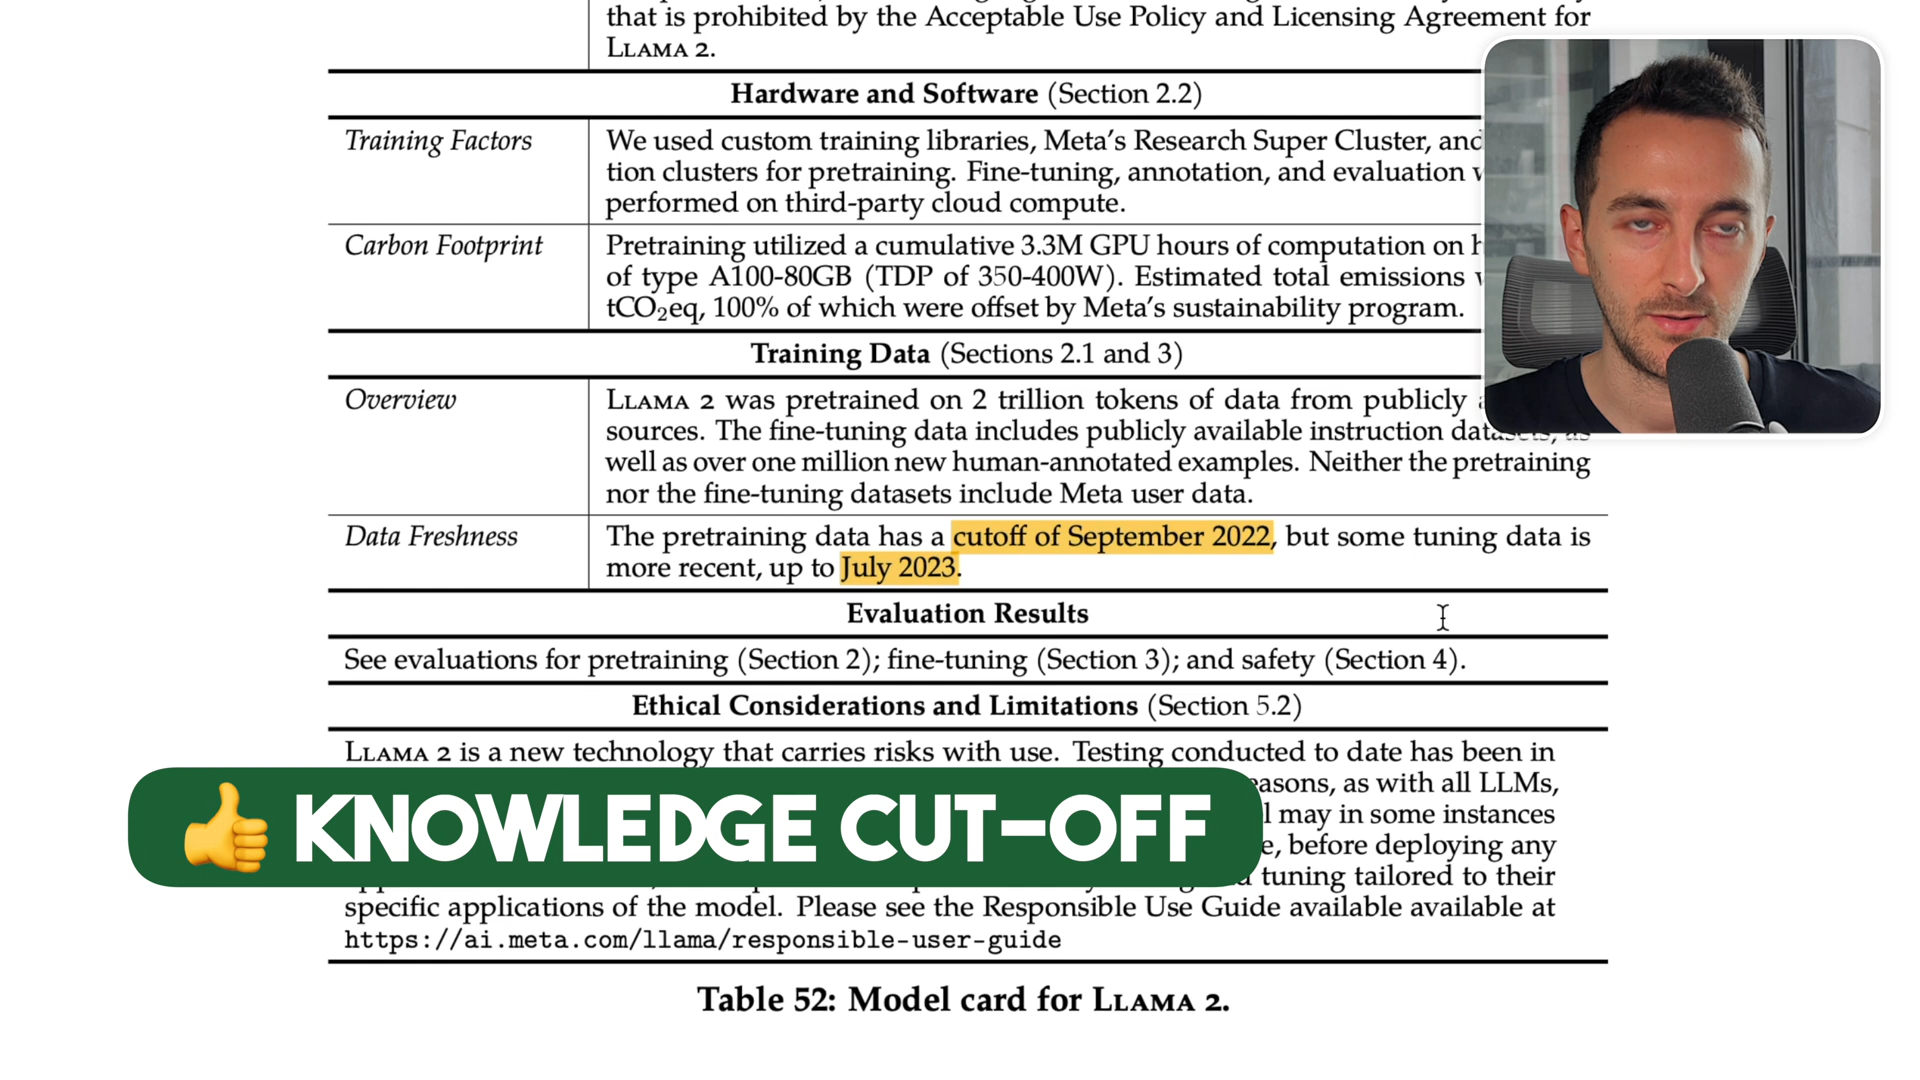 that is prohibited by the Acceptable Use Policy and Licensing Agreement for
LLAMA 2.
Hardware and Software (Section 2.2)
Training Factors
We used custom training libraries, Meta's Research Super Cluster, and
tion clusters for pretraining. Fine-tuning, annotation, and evaluation
performed on third-party cloud compute.
Carbon Footprint
Pretraining utilized a cumulative 3.3M GPU hours of computation on
of type A100-80GB (TDP of 350-400W). Estimated total emissions
tCO₂eq, 100% of which were offset by Meta's sustainability program.
Training Data (Sections 2.1 and 3)
Overview
LLAMA 2 was pretrained on 2 trillion tokens of data from publicly
sources. The fine-tuning data includes publicly available instruction datasets, as
well as over one million new human-annotated examples. Neither the pretraining
nor the fine-tuning datasets include Meta user data.
Data Freshness
The pretraining data has a cutoff of September 2022, but some tuning data is
more recent, up to July 2023.
Evaluation Results
See evaluations for pretraining (Section 2); fine-tuning (Section 3); and safety (Section 4).
Ethical Considerations and Limitations (Section 5.2)
LLAMA 2 is a new technology that carries risks with use. Testing conducted to date has been in
easons, as with all LLMs,
may in some instances
e, before deploying any
tuning tailored to their
👍 KNOWLEDGE CUT-OFF
specific applications of the model. Please see the Responsible Use Guide available available at
https://ai.meta.com/llama/responsible-user-guide
Table 52: Model card for LLAMA 2.